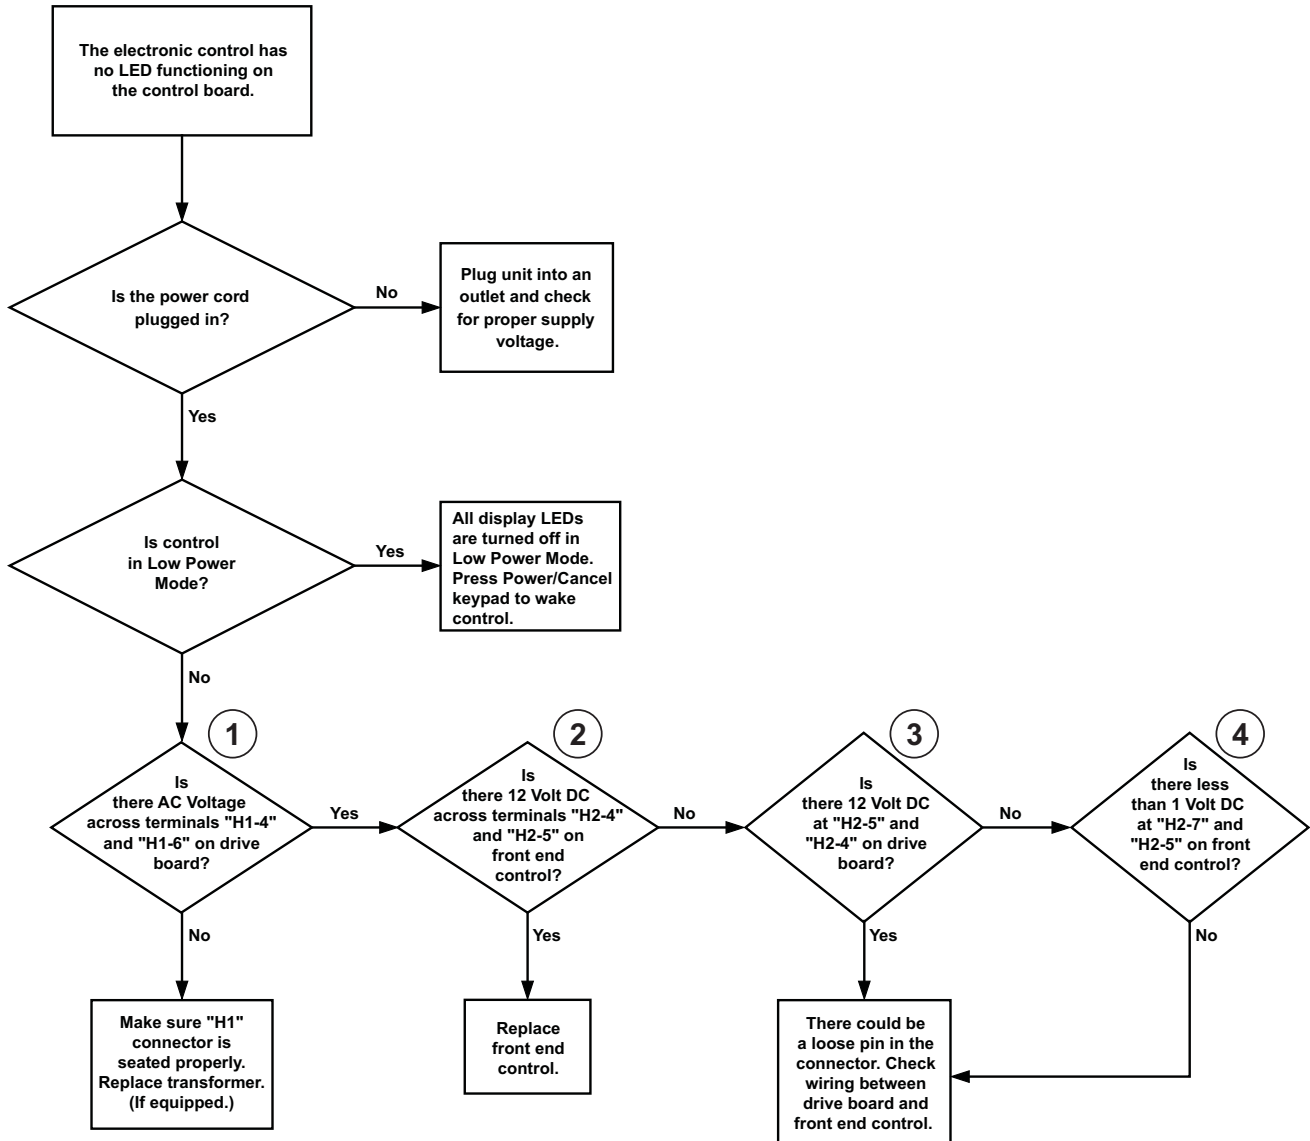 The electronic control has
no LED functioning on
the control board.
Is the power cord
plugged in?
No
Plug unit into an
outlet and check
for proper supply
voltage.
Yes
Is control
in Low Power
Mode?
Yes
All display LEDs
are turned off in
Low Power Mode.
Press Power/Cancel
keypad to wake
control.
No
1
Is
there AC Voltage
across terminals "H1-4"
and "H1-6" on drive
board?
Yes
2
Is
there 12 Volt DC
across terminals "H2-4"
and "H2-5" on
front end
control?
No
3
Is
there 12 Volt DC
at "H2-5" and
"H2-4" on drive
board?
No
4
Is
there less
than 1 Volt DC
at "H2-7" and
"H2-5" on front
end control?
No
Make sure "H1"
connector is
seated properly.
Replace transformer.
(If equipped.)
Yes
Replace
front end
control.
Yes
There could be
a loose pin in the
connector. Check
wiring between
drive board and
front end control.
No